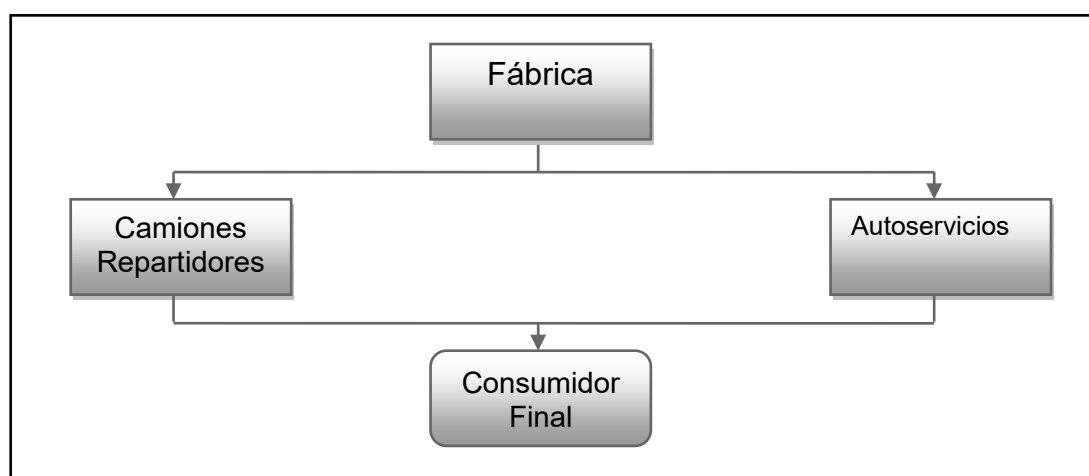 Fábrica
Camiones
Repartidores
Autoservicios
Consumidor
Final